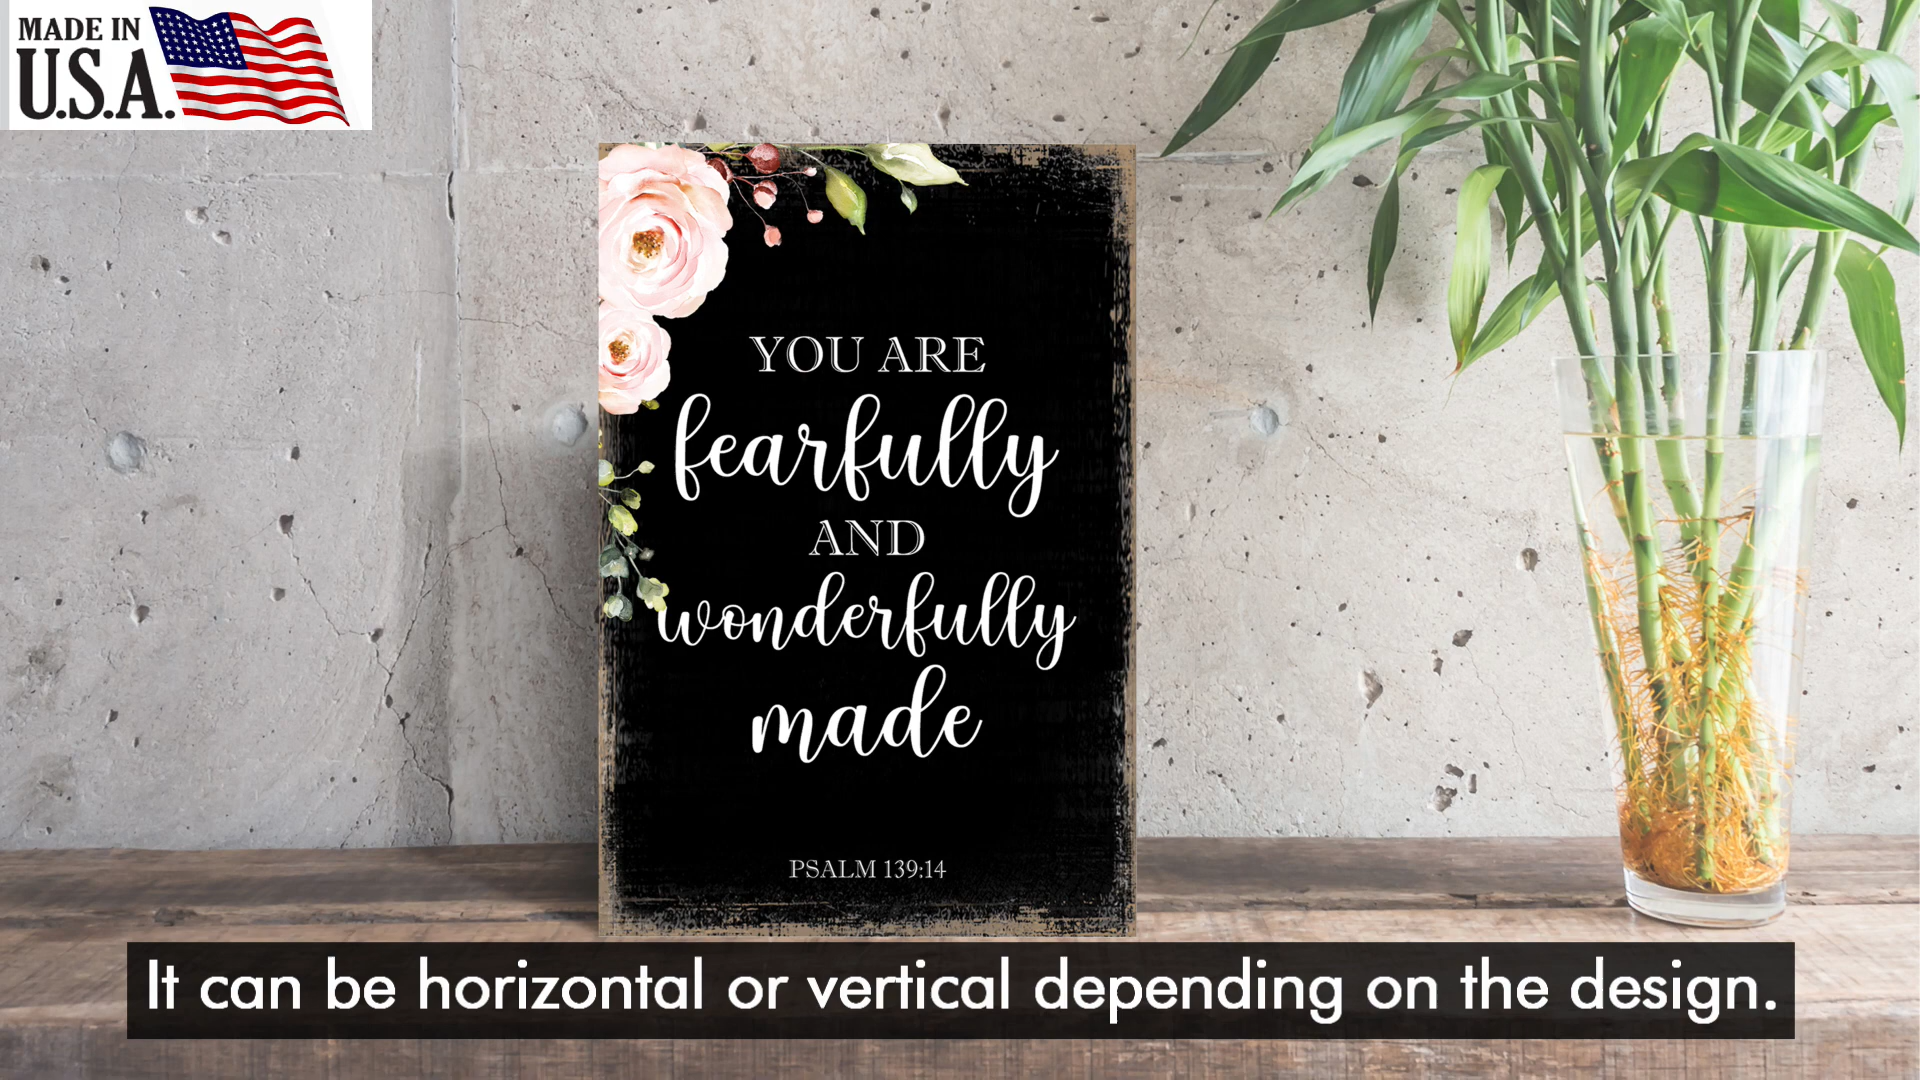 MADE IN
U.S.A.
YOU ARE
fearfully
AND
wonderfully
made
PSALM 139:14
It can be horizontal or vertical depending on the design.